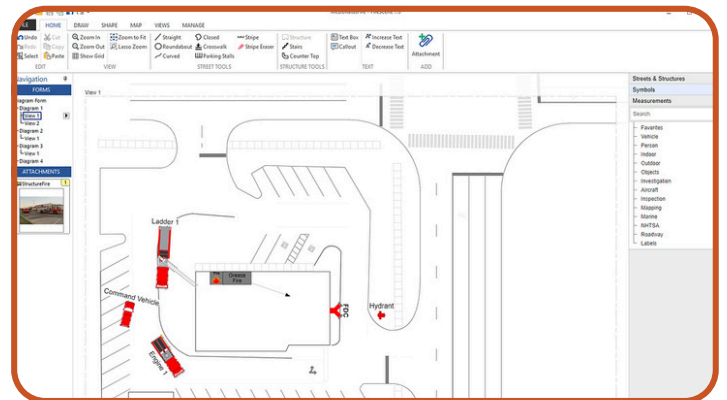 HOME DRAW SHAPE MAP VIEWS MANAGE
Undo Cut Zoom In Zoom to Fit Straight Closed Stripe Structure Text Box Increase Text
Redo Copy Zoom Out Lasso Zoom Roundabout Crosswalk Stripe Eraser Stairs Callout Decrease Text
Select Paste Show Grid Curved Parking Stalls Counter Top Attachment
EDIT VIEW STREET TOOLS STRUCTURE TOOLS TEXT ADD
Navigation
FORMS
Diagram Form
Diagram 1
View 1
View 2
Diagram 2
View 1
Diagram 3
View 1
Diagram 4
ATTACHMENTS
StructureFire
View 1
Ladder 1
Grease
Fire
Command Vehicle
Engine 1
FDC
Hydrant
Streets & Structures
Symbols
Measurements
Search
Favorites
Vehicle
Person
Indoor
Outdoor
Objects
Investigation
Aircraft
Inspection
Mapping
Marine
NHTSA
Roadway
Labels